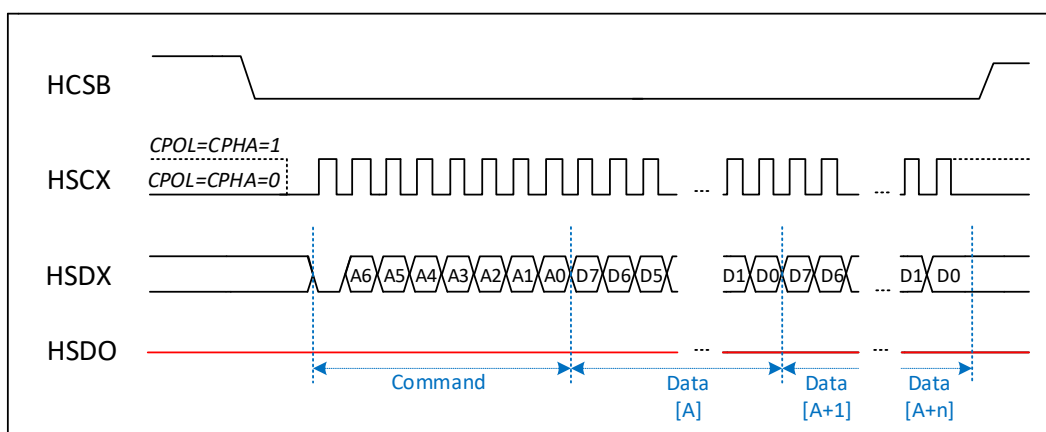 HCSB
CPOL=CPHA=1
HSCX
CPOL=CPHA=0
... ...
HSDX
A6 A5 A4 A3 A2 A1 A0 D7 D6 D5 D1 D0 D7 D6 ... D1 D0
HSDO
... ...
Command Data Data Data
[A] [A+1] [A+n]